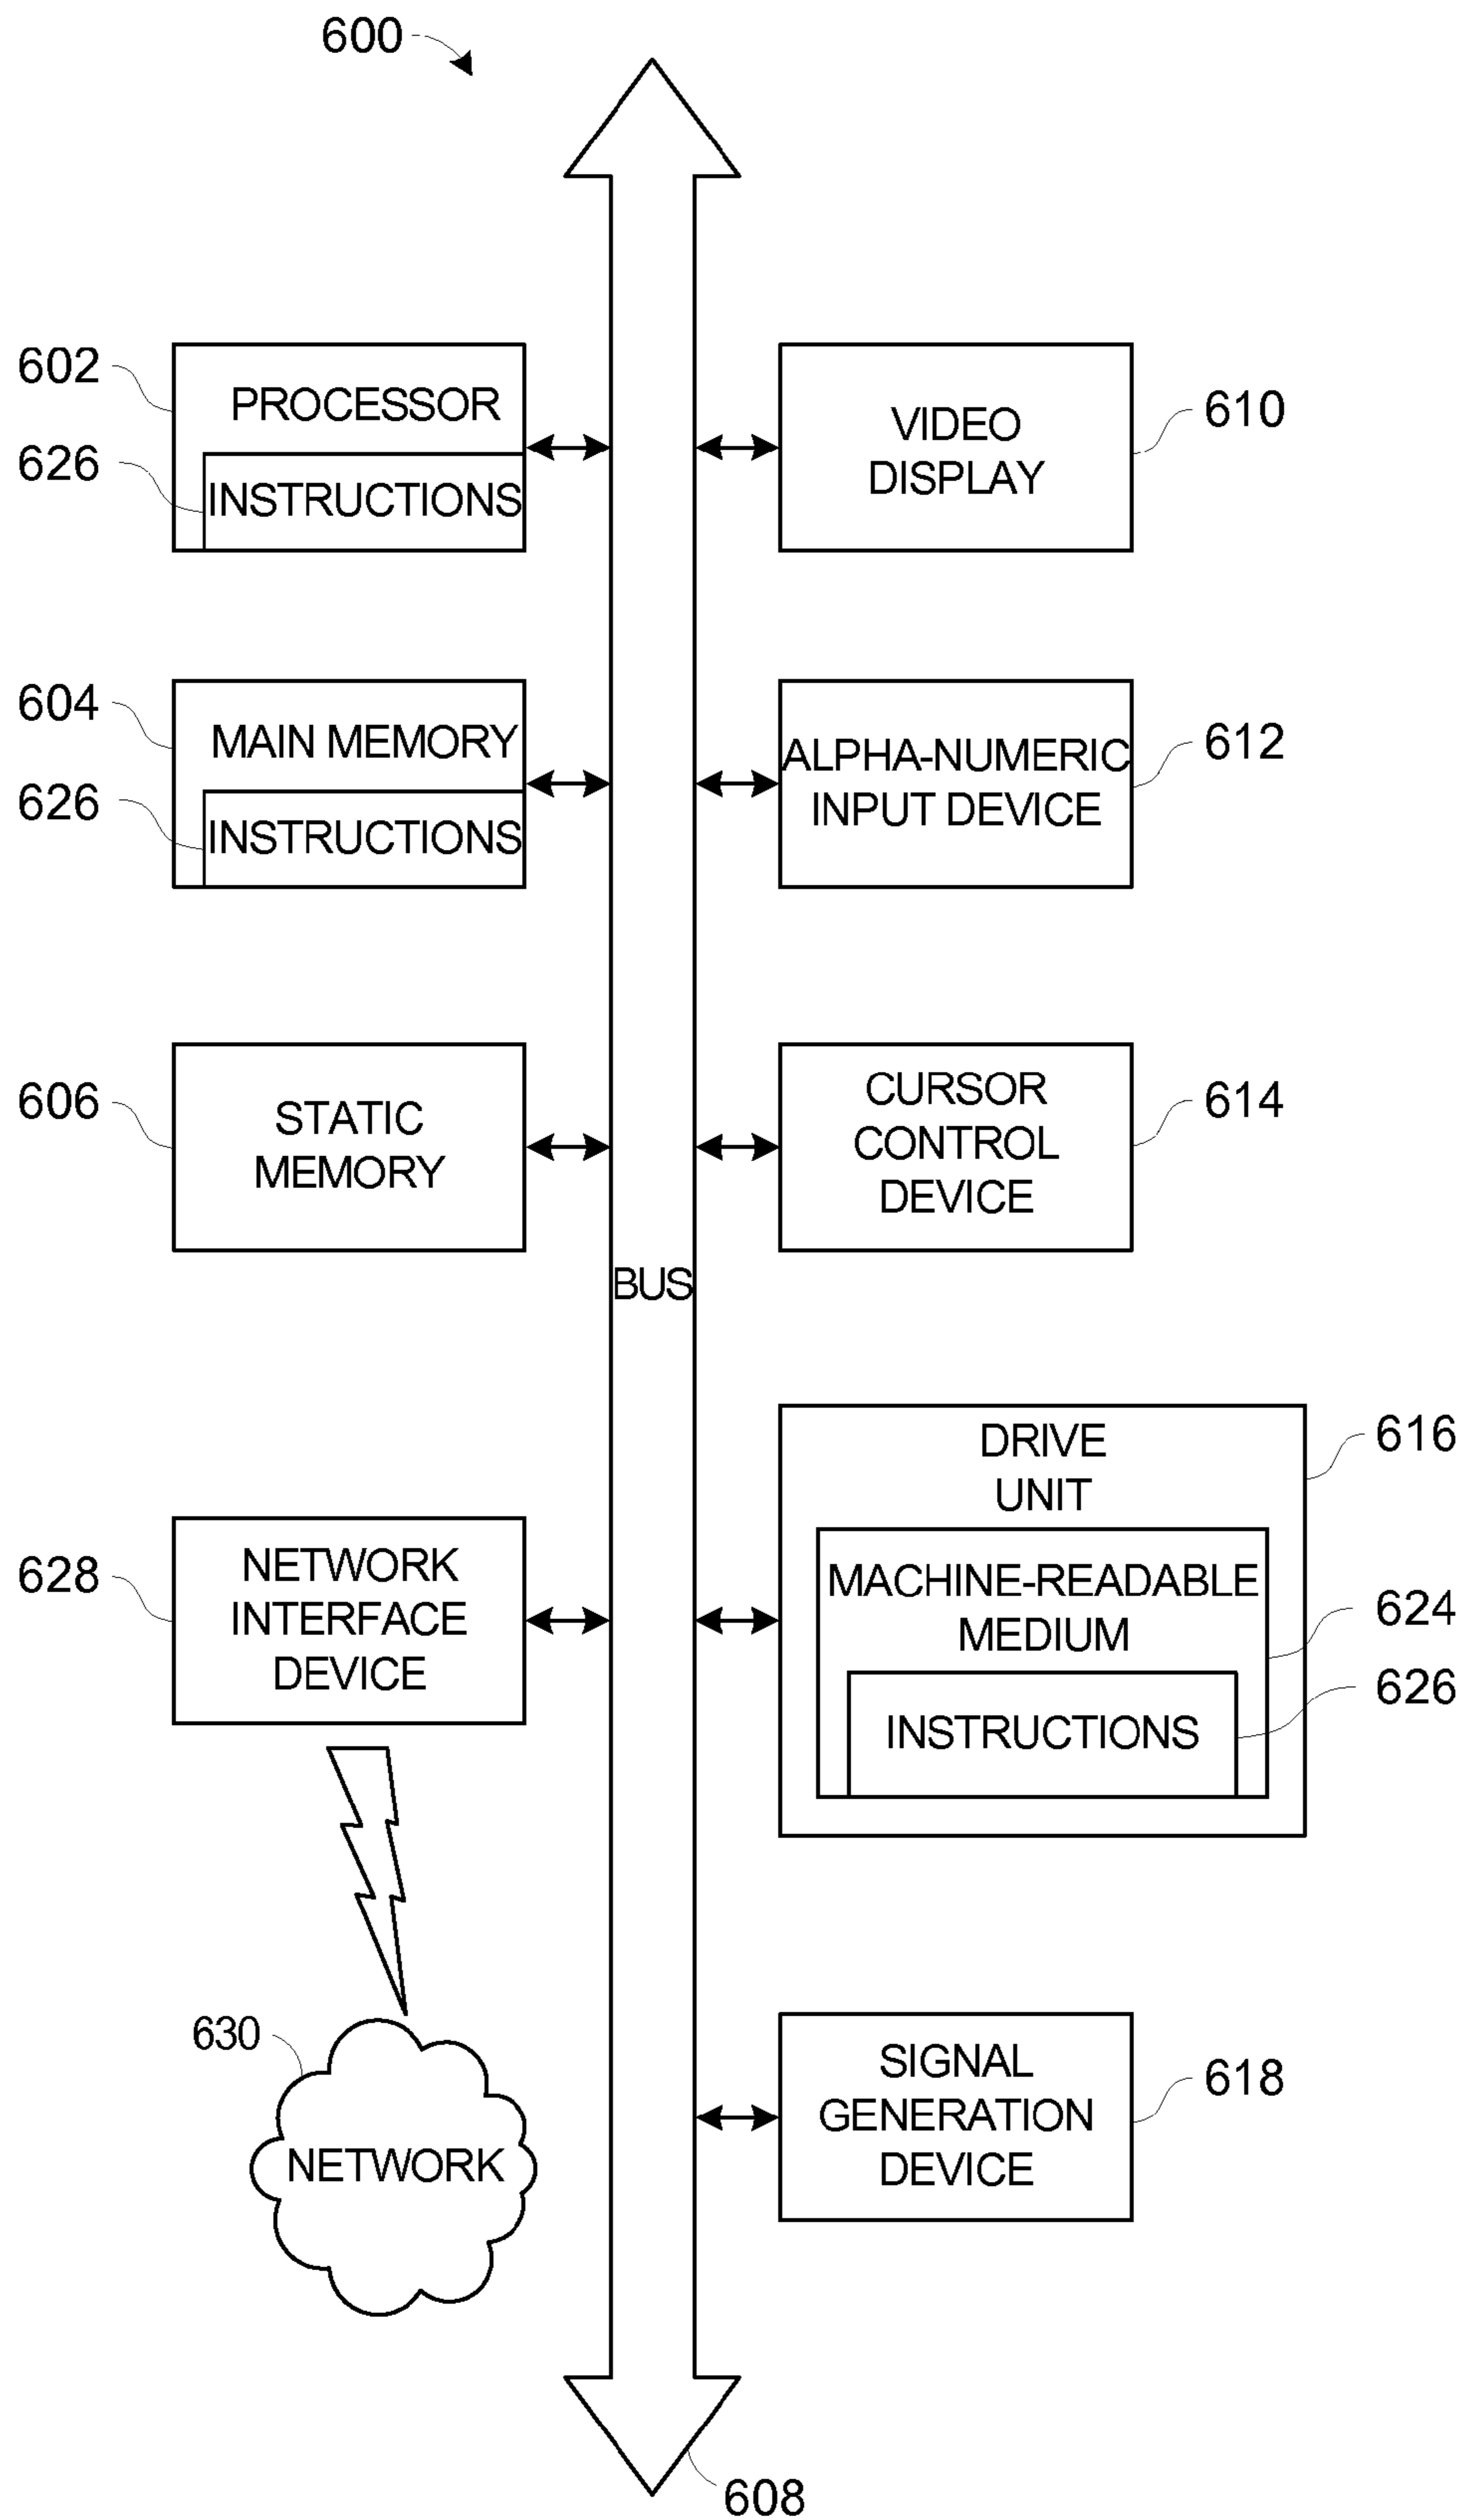 600
602
PROCESSOR
626
INSTRUCTIONS
VIDEO
DISPLAY
610
604
MAIN MEMORY
626
INSTRUCTIONS
ALPHA-NUMERIC
INPUT DEVICE
612
606
STATIC
MEMORY
CURSOR
CONTROL
DEVICE
614
BUS
628
NETWORK
INTERFACE
DEVICE
DRIVE
UNIT
616
MACHINE-READABLE
MEDIUM
624
INSTRUCTIONS
626
630
NETWORK
SIGNAL
GENERATION
DEVICE
618
608